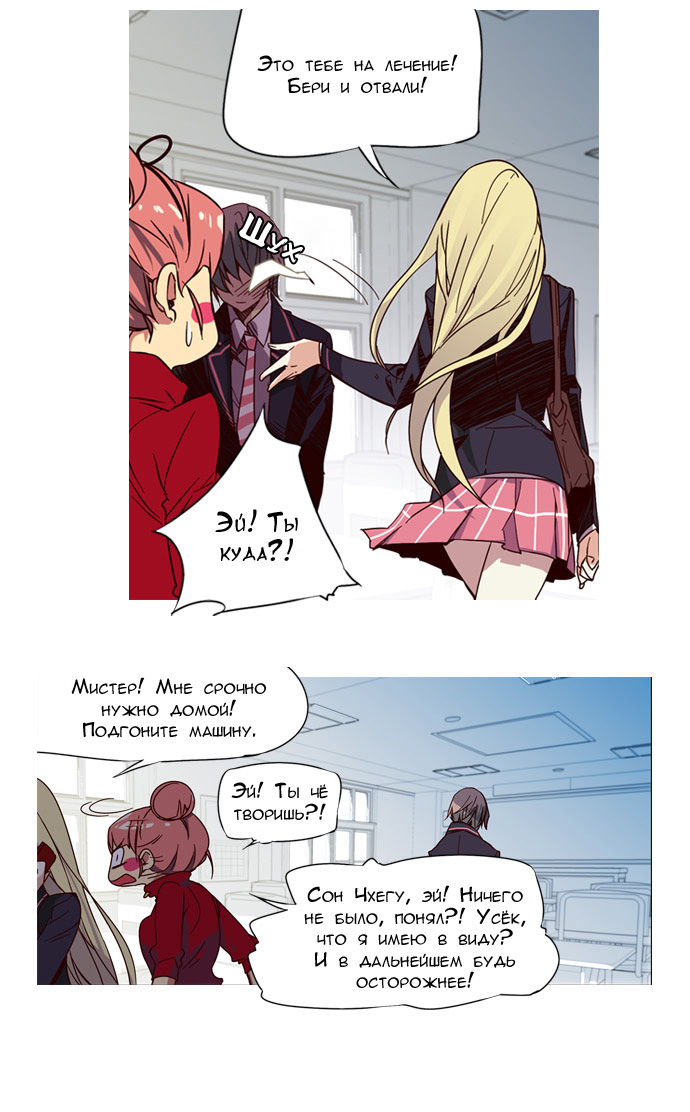 Это тебе на лечение!
Бери и отвали!
Шух
Эй! Ты
куда?!
Мистер! Мне срочно
нужно домой!
Подгоните машину.
Эй! Ты чё
творишь?!
Сон Чхегу, эй! Ничего
не было, понял?! Усёк,
что я имею в виду?
И в дальнейшем будь
осторожнее!